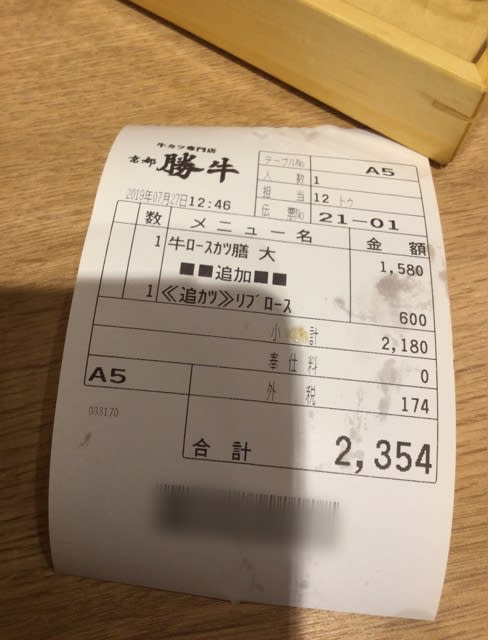 牛カツ専門店
京都 勝牛
2019年07月27日12:46
テーブルNo A5
人数 1
担当 12 トウ
伝票No 21-01
数 メニュー名 金額
1 牛ロースカツ膳 大 1,580
■■追加■■
1 ≪追カツ≫リブロース 600
小計 2,180
奉仕料 0
外税 174
A5
033170
合計 2,354